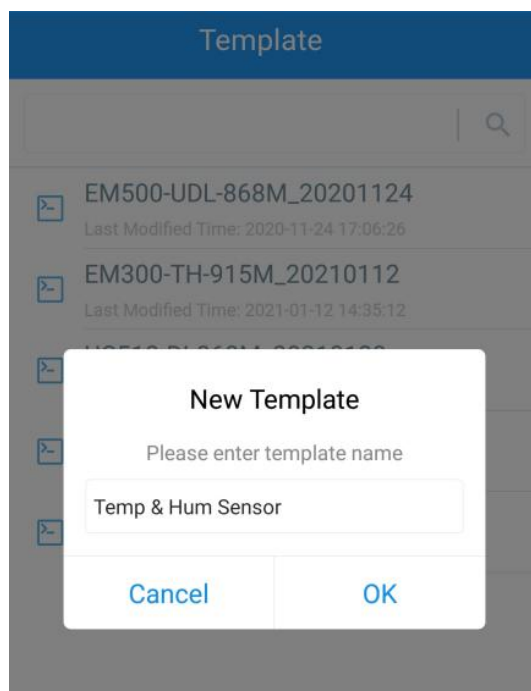 Template
EM500-UDL-868M_20201124
Last Modified Time: 2020-11-24 17:06:26
EM300-TH-915M_20210112
Last Modified Time: 2021-01-12 14:35:12
New Template
Please enter template name
Temp & Hum Sensor
Cancel
OK